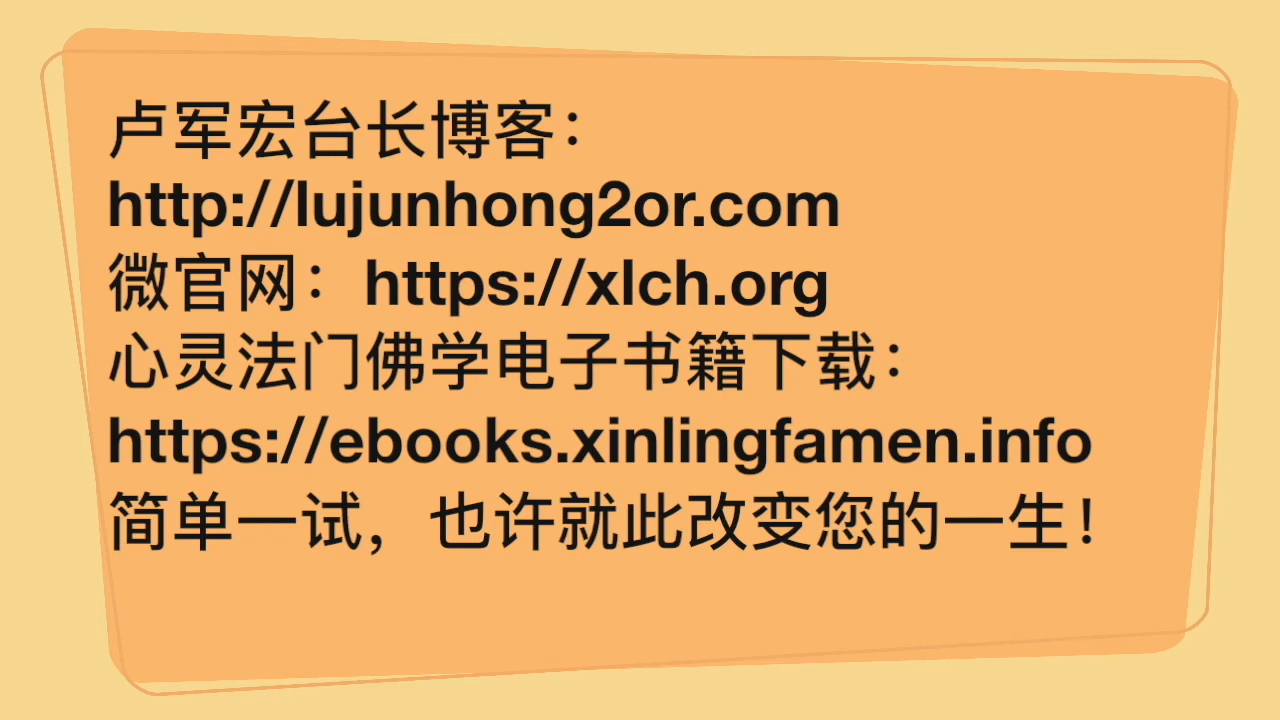 卢军宏台长博客：
http://lujunhong2or.com
微官网：https://xlch.org
心灵法门佛学电子书籍下载：
https://ebooks.xinlingfamen.info
简单一试，也许就此改变您的一生！